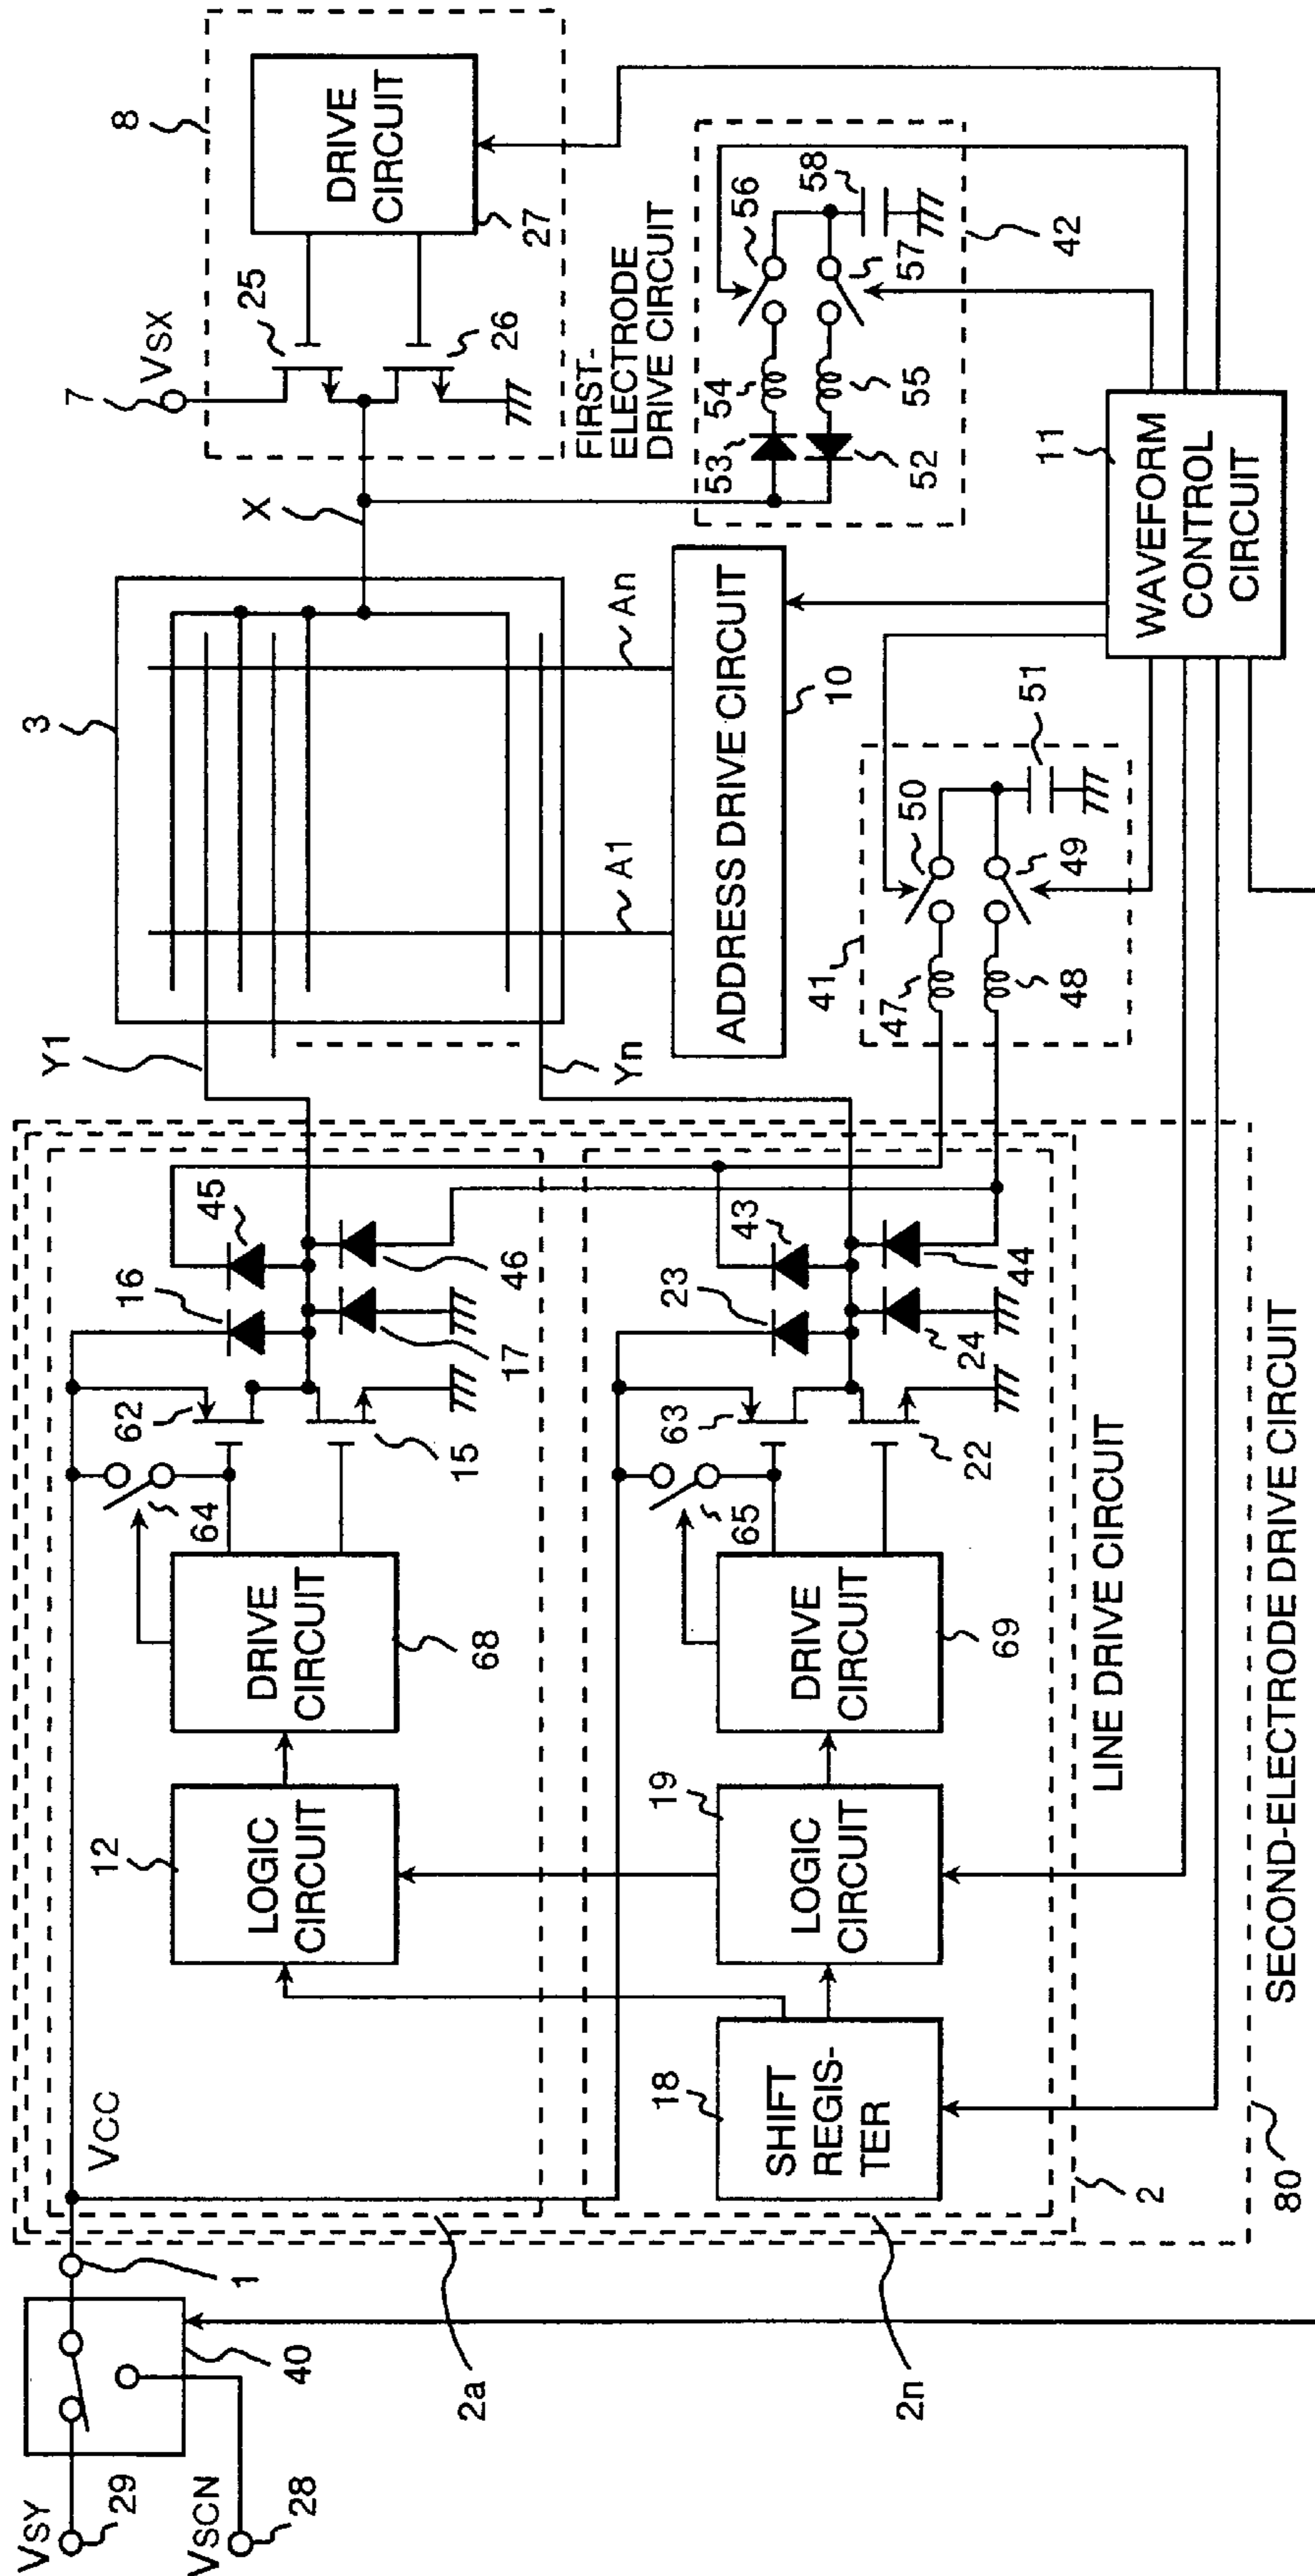 VSY
29
VSCN
28
40
1
VCC
2a
2n
12
LOGIC
CIRCUIT
DRIVE
CIRCUIT
68
64
62
15
16
17
45
46
18
SHIFT
REGIS-
TER
19
LOGIC
CIRCUIT
DRIVE
CIRCUIT
69
65
63
22
23
24
43
44
2
LINE DRIVE CIRCUIT
80
SECOND-ELECTRODE DRIVE CIRCUIT
Y1
Yn
3
A1
An
ADDRESS DRIVE CIRCUIT
10
41
47
48
50
49
51
X
7
VSX
8
25
26
DRIVE
CIRCUIT
27
FIRST-
ELECTRODE
DRIVE CIRCUIT
53
52
54
55
56
57
58
42
11
WAVEFORM
CONTROL
CIRCUIT